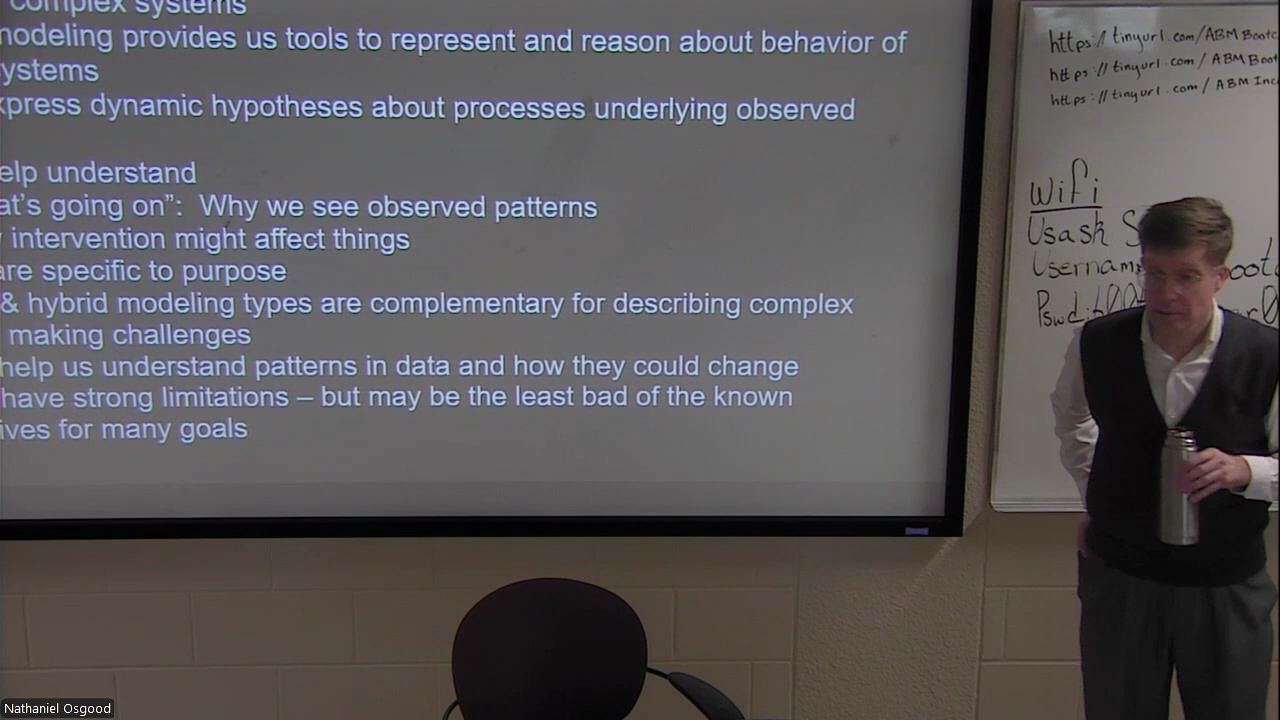 complex systems
modeling provides us tools to represent and reason about behavior of
systems
xpress dynamic hypotheses about processes underlying observed
elp understand
at's going on”: Why we see observed patterns
intervention might affect things
are specific to purpose
& hybrid modeling types are complementary for describing complex
making challenges
help us understand patterns in data and how they could change
have strong limitations – but may be the least bad of the known
ives for many goals
https://tinyurl.com/ABMBootc
https://tinyurl.com/ABMBoot
https://tinyurl.com/ABMInc
Wifi
Usask S
Usernam
Pswd:
Nathaniel Osgood